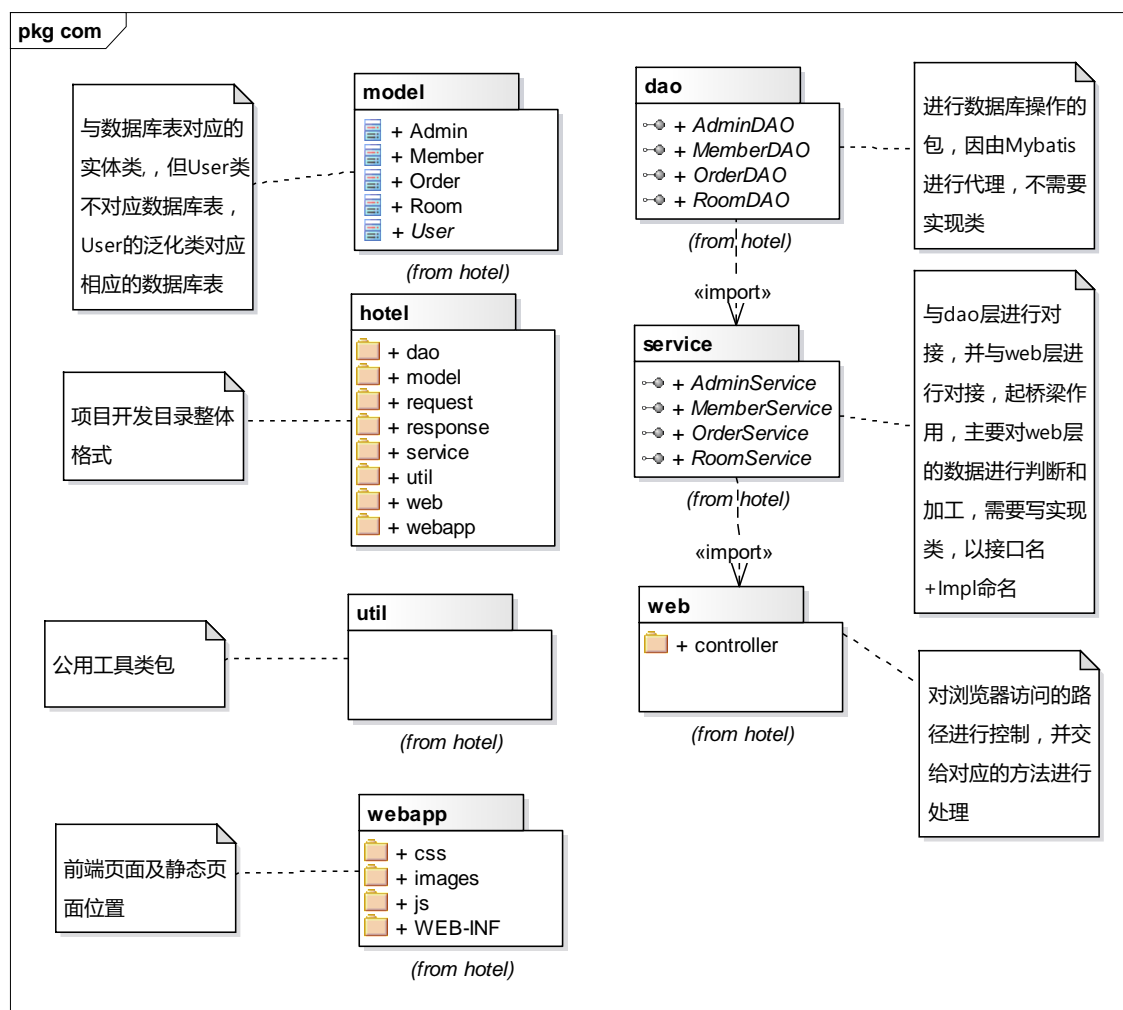 pkg com
与数据库表对应的
实体类,，但User类
不对应数据库表，
User的泛化类对应
相应的数据库表
model
+ Admin
+ Member
+ Order
+ Room
+ User
(from hotel)
项目开发目录整体
格式
hotel
+ dao
+ model
+ request
+ response
+ service
+ util
+ web
+ webapp
公用工具类包
util
(from hotel)
前端页面及静态页
面位置
webapp
+ css
+ images
+ js
+ WEB-INF
(from hotel)
dao
+ AdminDAO
+ MemberDAO
+ OrderDAO
+ RoomDAO
(from hotel)
进行数据库操作的
包，因由Mybatis
进行代理，不需要
实现类
«import»
service
+ AdminService
+ MemberService
+ OrderService
+ RoomService
(from hotel)
与dao层进行对
接，并与web层进
行对接，起桥梁作
用，主要对web层
的数据进行判断和
加工，需要写实现
类，以接口名
+Impl命名
«import»
web
+ controller
(from hotel)
对浏览器访问的路
径进行控制，并交
给对应的方法进行
处理